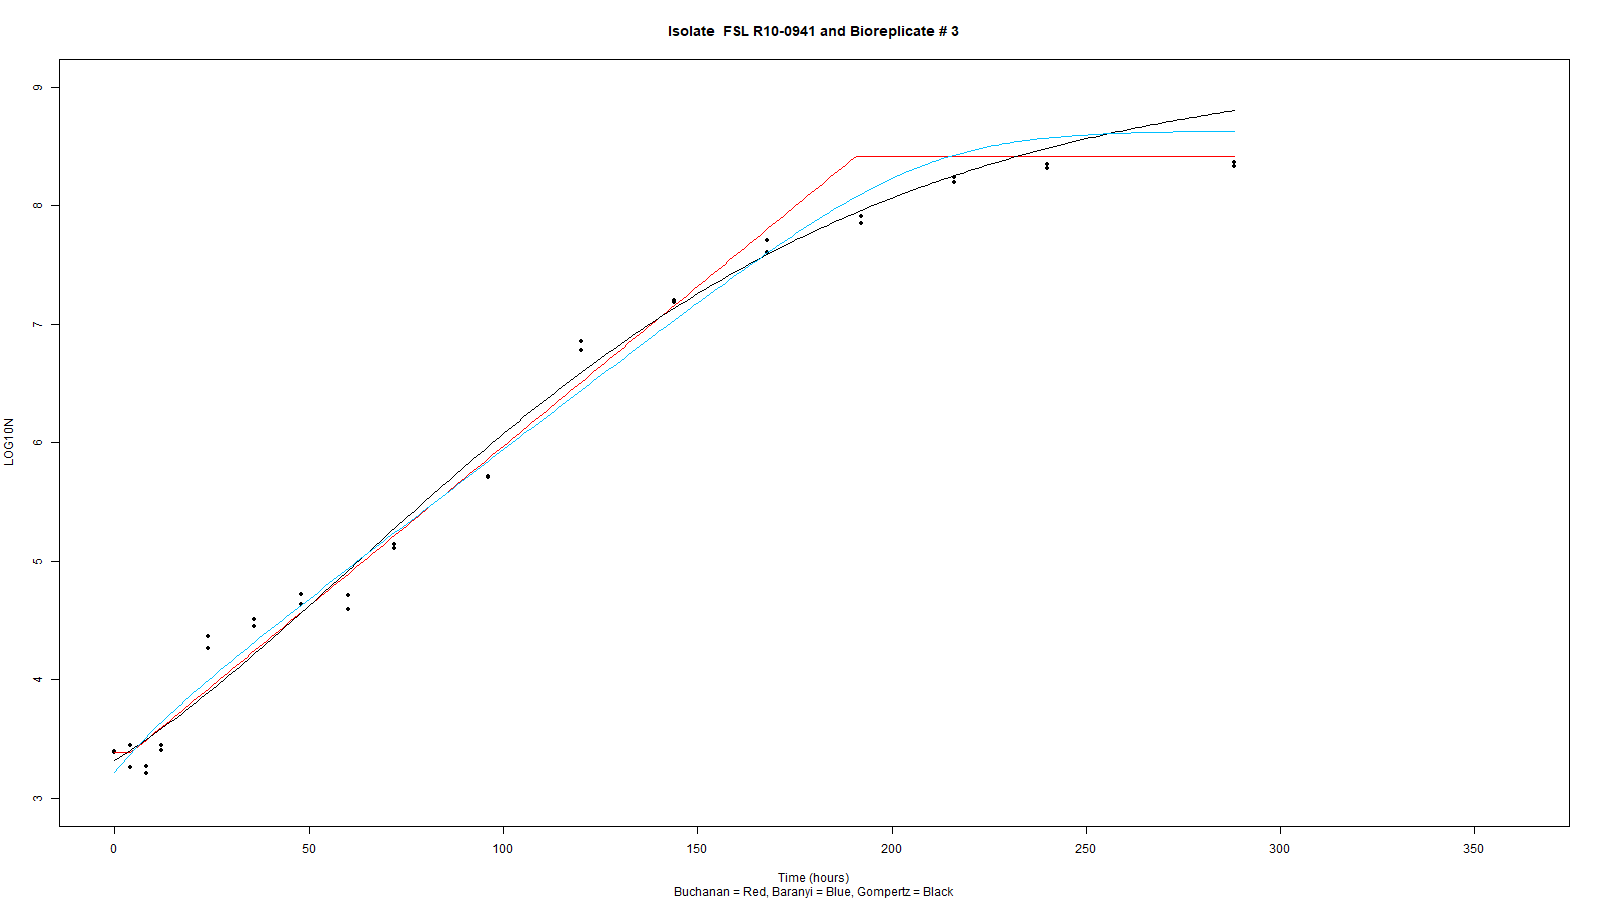 Isolate  FSL R10-0941 and Bioreplicate # 3
LOG10N
9
8
7
6
5
4
3
0 50 100 150 200 250 300 350
Time (hours)
Buchanan = Red, Baranyi = Blue, Gompertz = Black